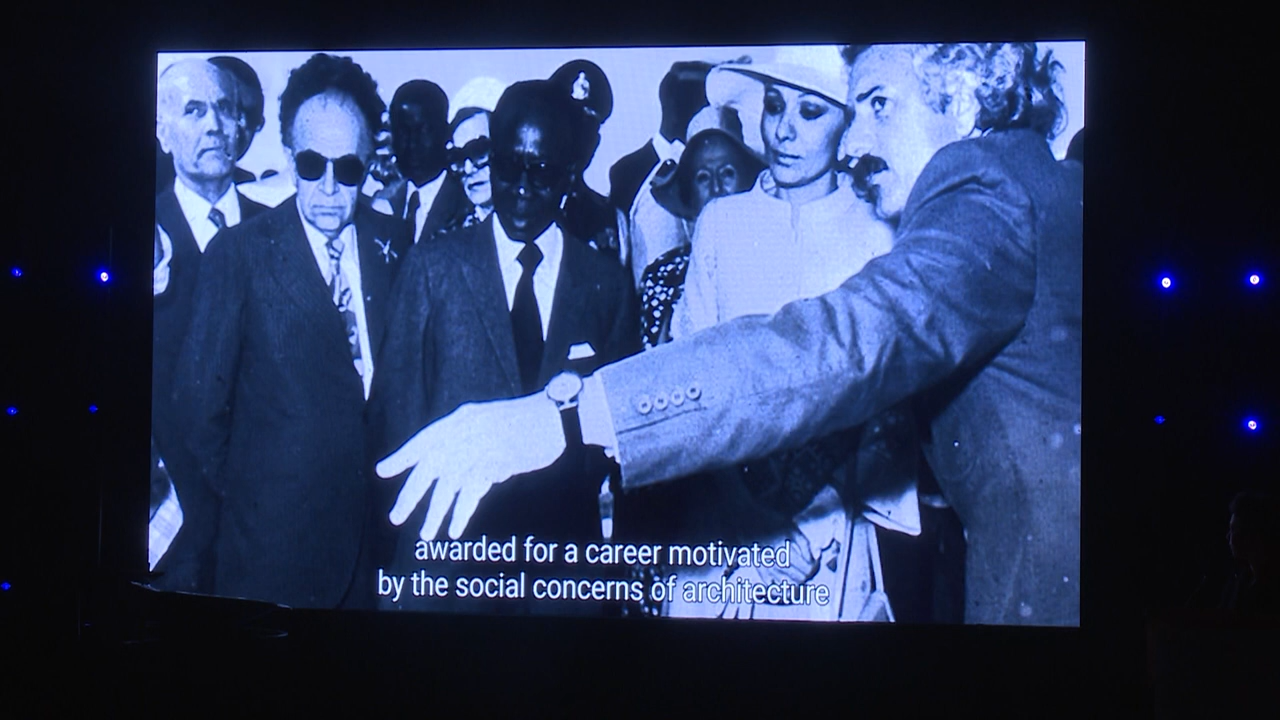 awarded for a career motivated
by the social concerns of architecture